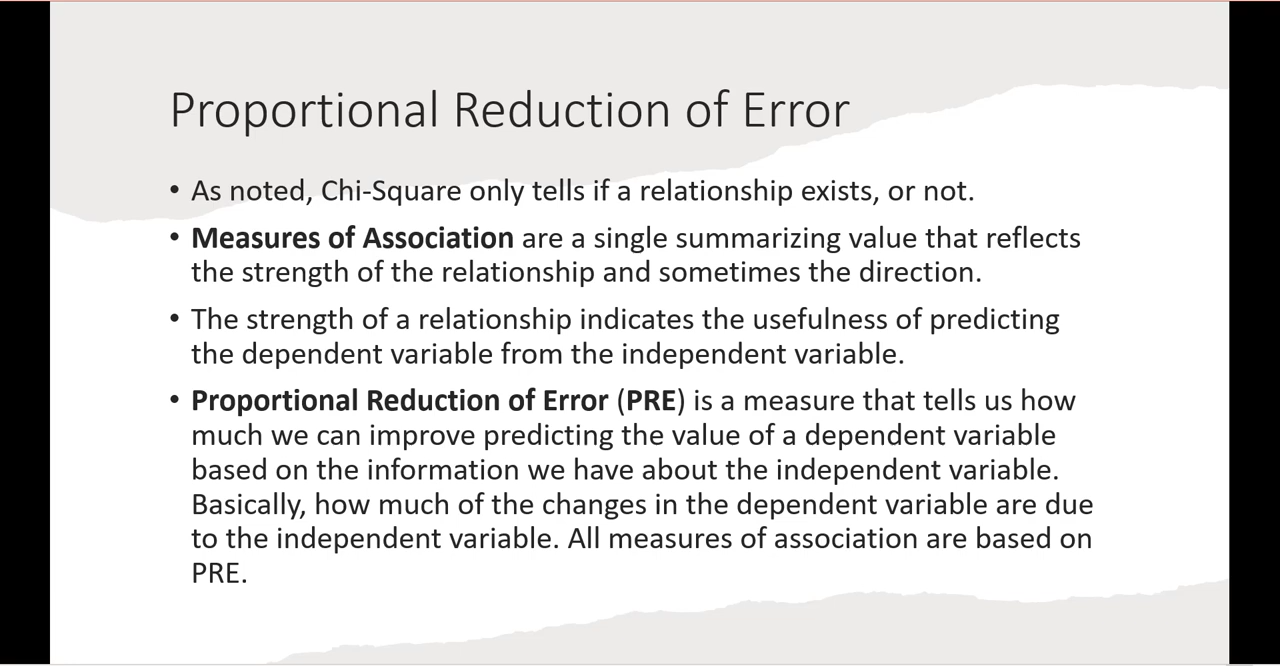 Proportional Reduction of Error
• As noted, Chi-Square only tells if a relationship exists, or not.
• Measures of Association are a single summarizing value that reflects
the strength of the relationship and sometimes the direction.
• The strength of a relationship indicates the usefulness of predicting
the dependent variable from the independent variable.
• Proportional Reduction of Error (PRE) is a measure that tells us how
much we can improve predicting the value of a dependent variable
based on the information we have about the independent variable.
Basically, how much of the changes in the dependent variable are due
to the independent variable. All measures of association are based on
PRE.